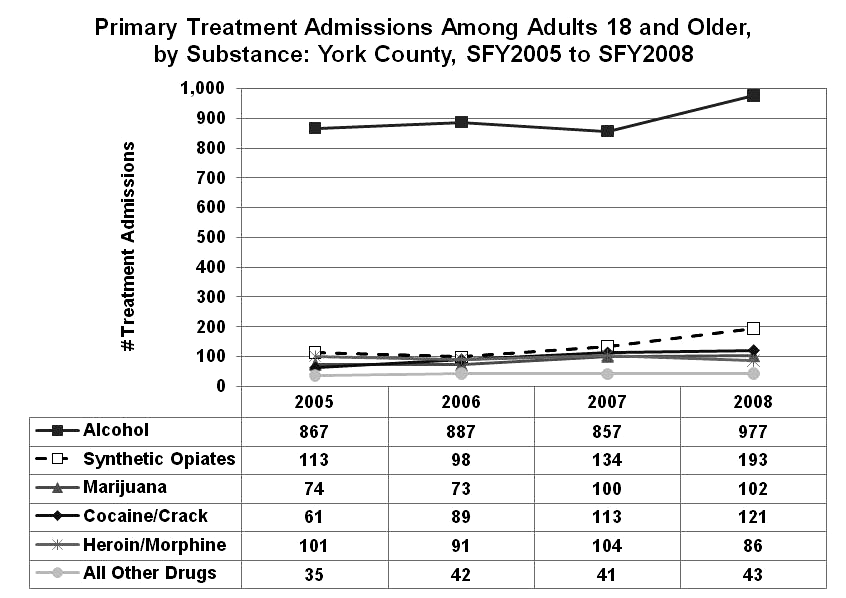 Primary Treatment Admissions Among Adults 18 and Older,
by Substance: York County, SFY2005 to SFY2008
#Treatment Admissions
1,000
900
800
700
600
500
400
300
200
100
0
2005 2006 2007 2008
Alcohol 867 887 857 977
Synthetic Opiates 113 98 134 193
Marijuana 74 73 100 102
Cocaine/Crack 61 89 113 121
Heroin/Morphine 101 91 104 86
All Other Drugs 35 42 41 43